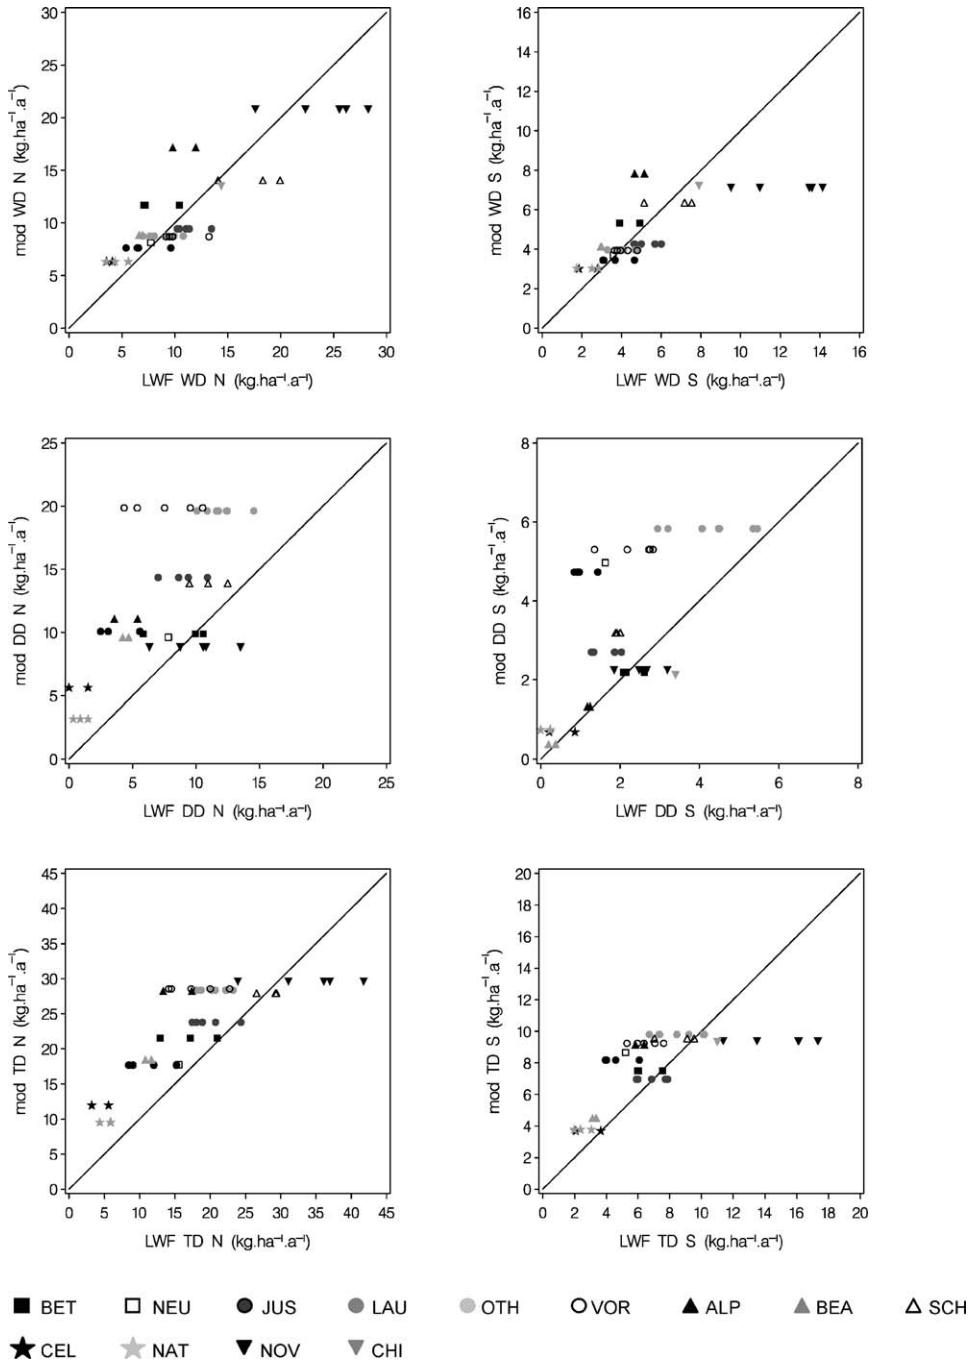 30
25
20
15
10
5
0
mod WD N (kg.ha⁻¹.a⁻¹)
0 5 10 15 20 25 30
LWF WD N (kg.ha⁻¹.a⁻¹)
16
14
12
10
8
6
4
2
0
mod WD S (kg.ha⁻¹.a⁻¹)
0 2 4 6 8 10 12 14 16
LWF WD S (kg.ha⁻¹.a⁻¹)
25
20
15
10
5
0
mod DD N (kg.ha⁻¹.a⁻¹)
0 5 10 15 20 25
LWF DD N (kg.ha⁻¹.a⁻¹)
8
6
4
2
0
mod DD S (kg.ha⁻¹.a⁻¹)
0 2 4 6 8
LWF DD S (kg.ha⁻¹.a⁻¹)
45
40
35
30
25
20
15
10
5
0
mod TD N (kg.ha⁻¹.a⁻¹)
0 5 10 15 20 25 30 35 40 45
LWF TD N (kg.ha⁻¹.a⁻¹)
20
18
16
14
12
10
8
6
4
2
0
mod TD S (kg.ha⁻¹.a⁻¹)
0 2 4 6 8 10 12 14 16 18 20
LWF TD S (kg.ha⁻¹.a⁻¹)
BET NEU JUS LAU OTH VOR ALP BEA SCH
CEL NAT NOV CHI